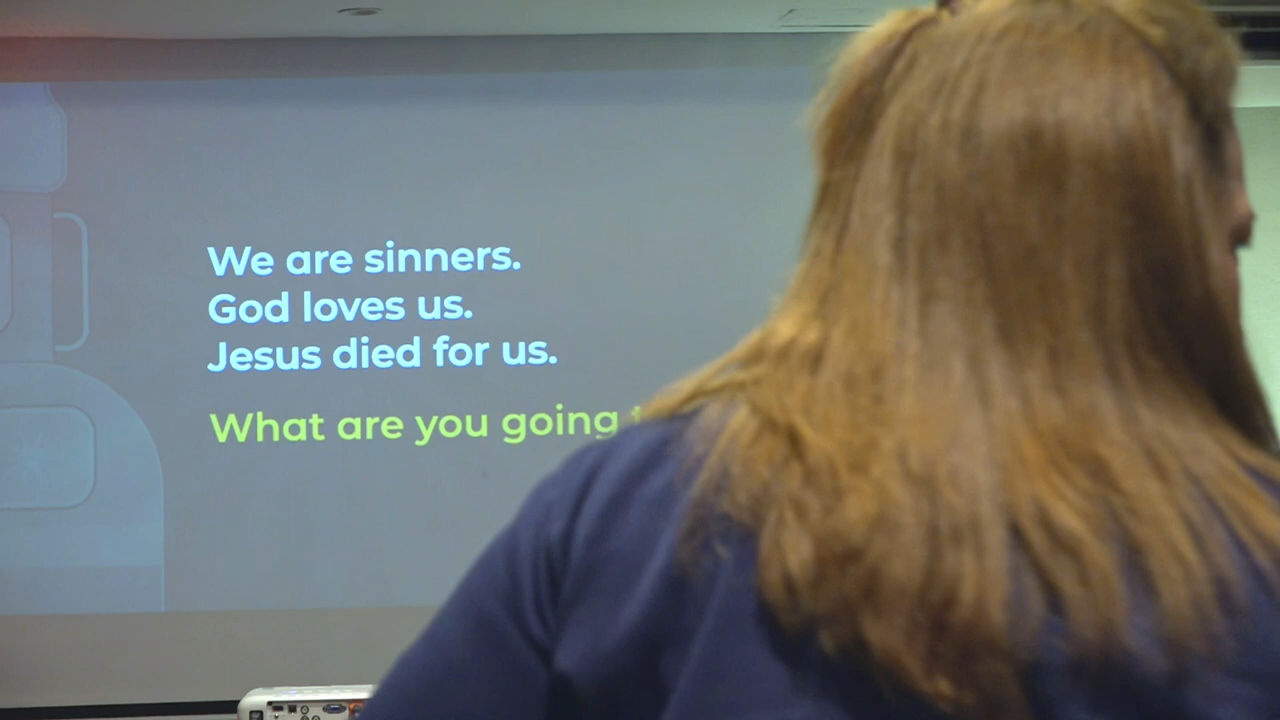 We are sinners.
God loves us.
Jesus died for us.
What are you going